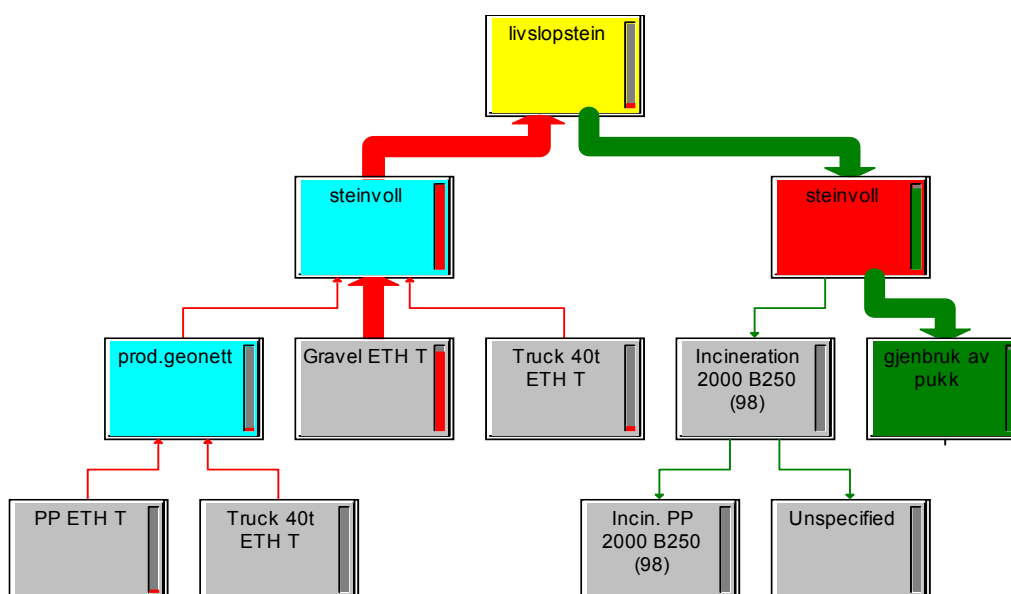 livslopstein
steinvoll
steinvoll
prod.geonett
Gravel ETH T
Truck 40t
ETH T
Incineration
2000 B250
(98)
gjenbruk av
pukk
PP ETH T
Truck 40t
ETH T
Incin. PP
2000 B250
(98)
Unspecified